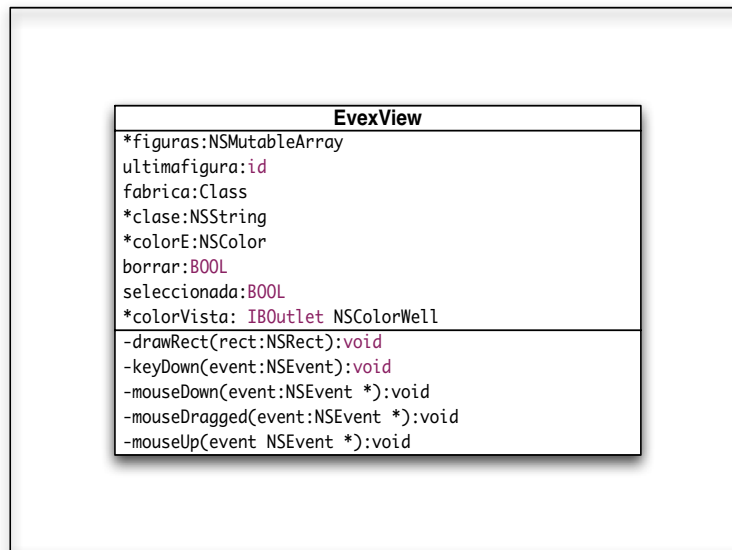 EvexView
*figuras:NSMutableArray
ultimafigura:id
fabrica:Class
*clase:NSString
*colorE:NSColor
borrar:BOOL
seleccionada:BOOL
*colorVista: IBOutlet NSColorWell
-drawRect(rect:NSRect):void
-keyDown(event:NSEvent):void
-mouseDown(event:NSEvent *):void
-mouseDragged(event:NSEvent *):void
-mouseUp(event NSEvent *):void